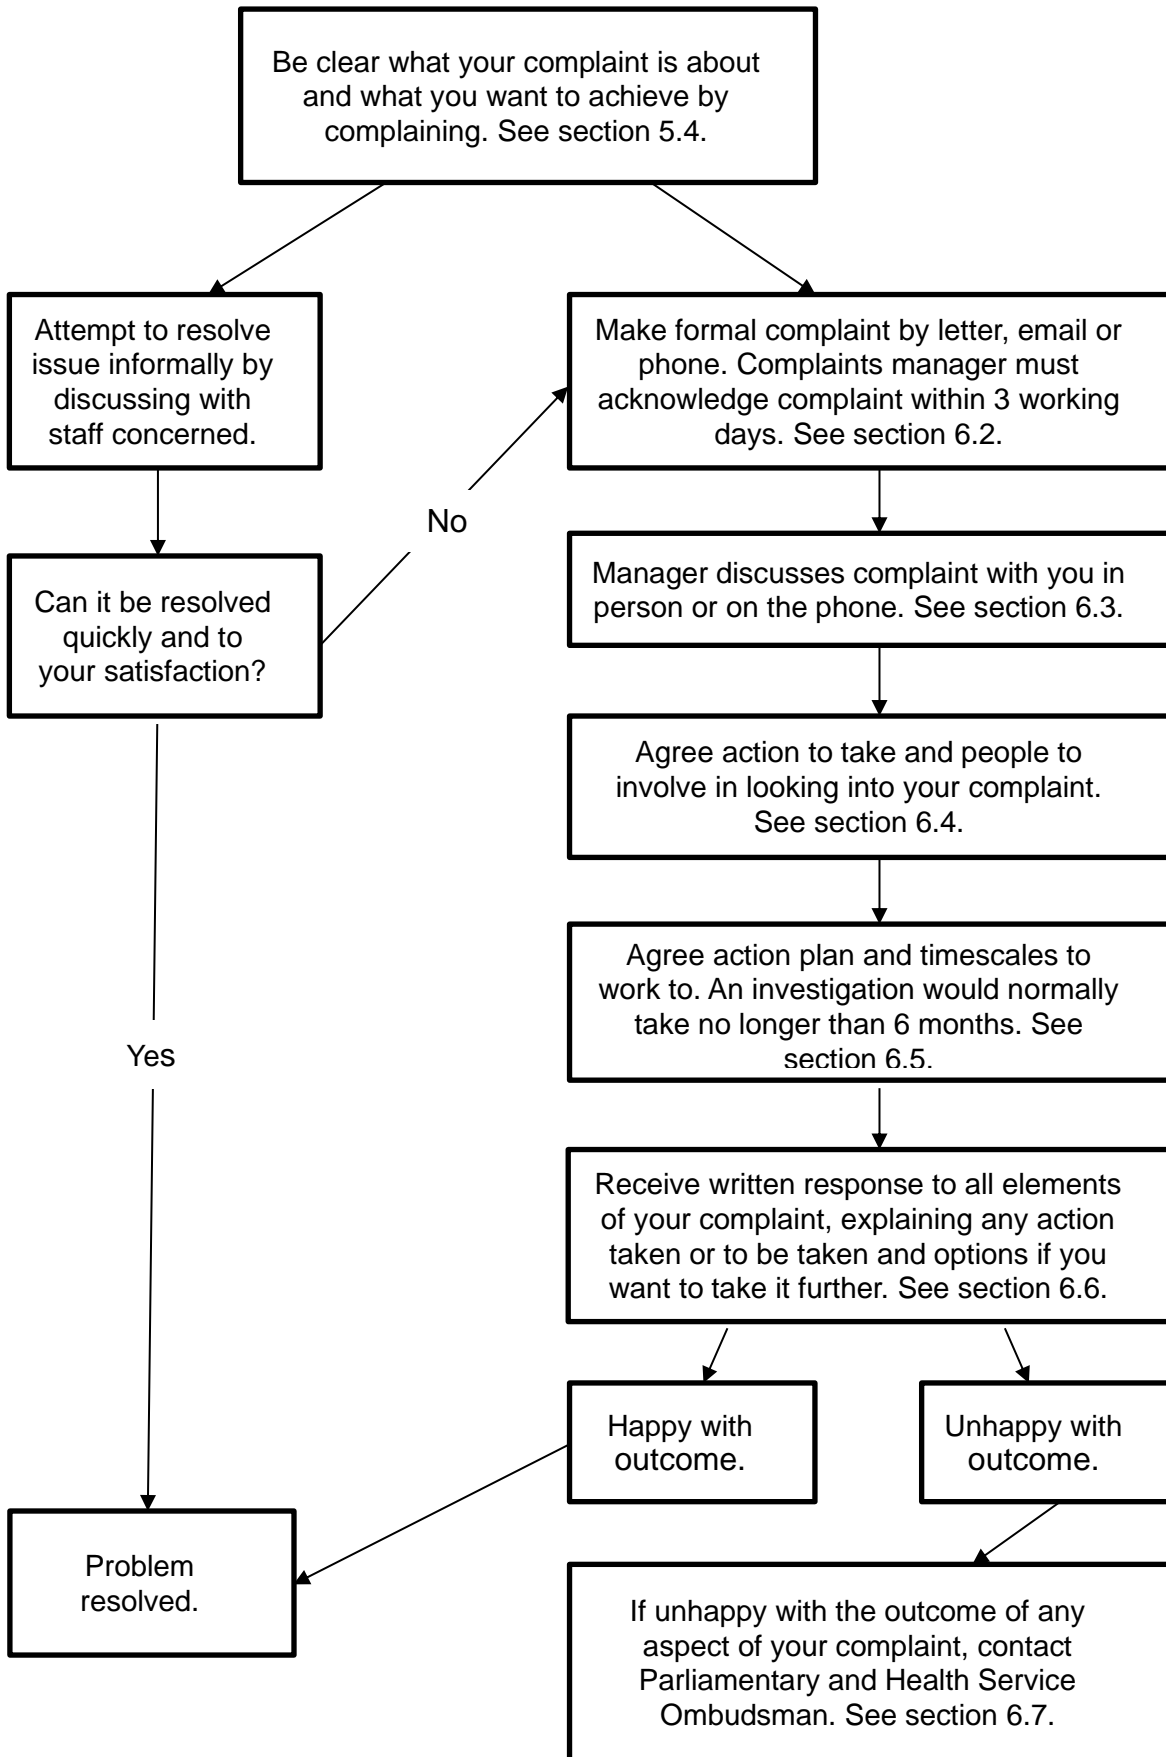 Be clear what your complaint is about
and what you want to achieve by
complaining. See section 5.4.
Attempt to resolve
issue informally by
discussing with
staff concerned.
Make formal complaint by letter, email or
phone. Complaints manager must
acknowledge complaint within 3 working
days. See section 6.2.
No
Can it be resolved
quickly and to
your satisfaction?
Manager discusses complaint with you in
person or on the phone. See section 6.3.
Agree action to take and people to
involve in looking into your complaint.
See section 6.4.
Agree action plan and timescales to
work to. An investigation would normally
take no longer than 6 months. See
section 6.5.
Yes
Receive written response to all elements
of your complaint, explaining any action
taken or to be taken and options if you
want to take it further. See section 6.6.
Happy with
outcome.
Unhappy with
outcome.
Problem
resolved.
If unhappy with the outcome of any
aspect of your complaint, contact
Parliamentary and Health Service
Ombudsman. See section 6.7.